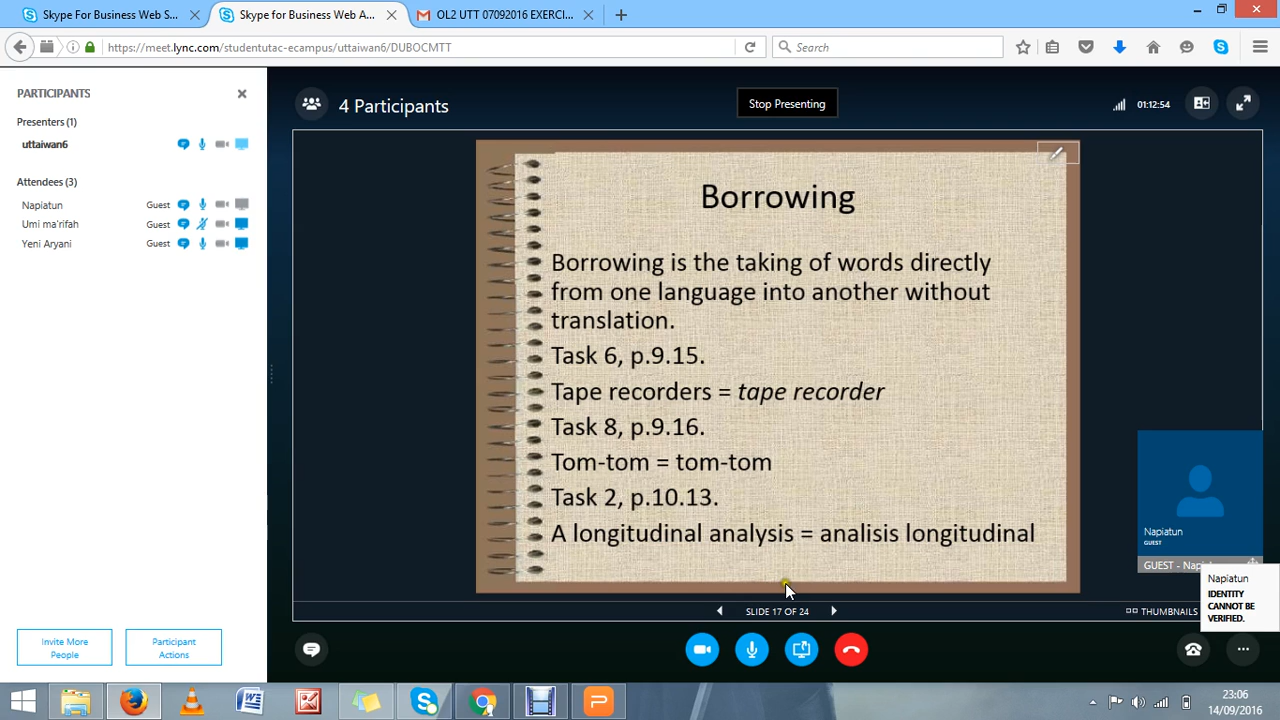 Skype For Business Web S...
Skype for Business Web A...
OL2 UTT 07092016 EXERCI...
https://meet.lync.com/studentutac-ecampus/uttaiwan6/DUBOCMTT
Search
PARTICIPANTS
4 Participants
Stop Presenting
01:12:54
Presenters (1)
uttaiwan6
Attendees (3)
Napiatun Guest
Umi ma'rifah Guest
Yeni Aryani Guest
Borrowing
Borrowing is the taking of words directly
from one language into another without
translation.
Task 6, p.9.15.
Tape recorders = tape recorder
Task 8, p.9.16.
Tom-tom = tom-tom
Task 2, p.10.13.
A longitudinal analysis = analisis longitudinal
Napiatun
GUEST
GUEST - Napi
Napiatun
IDENTITY
CANNOT BE
VERIFIED.
SLIDE 17 OF 24
THUMBNAILS
Invite More
People
Participant
Actions
23:06
14/09/2016